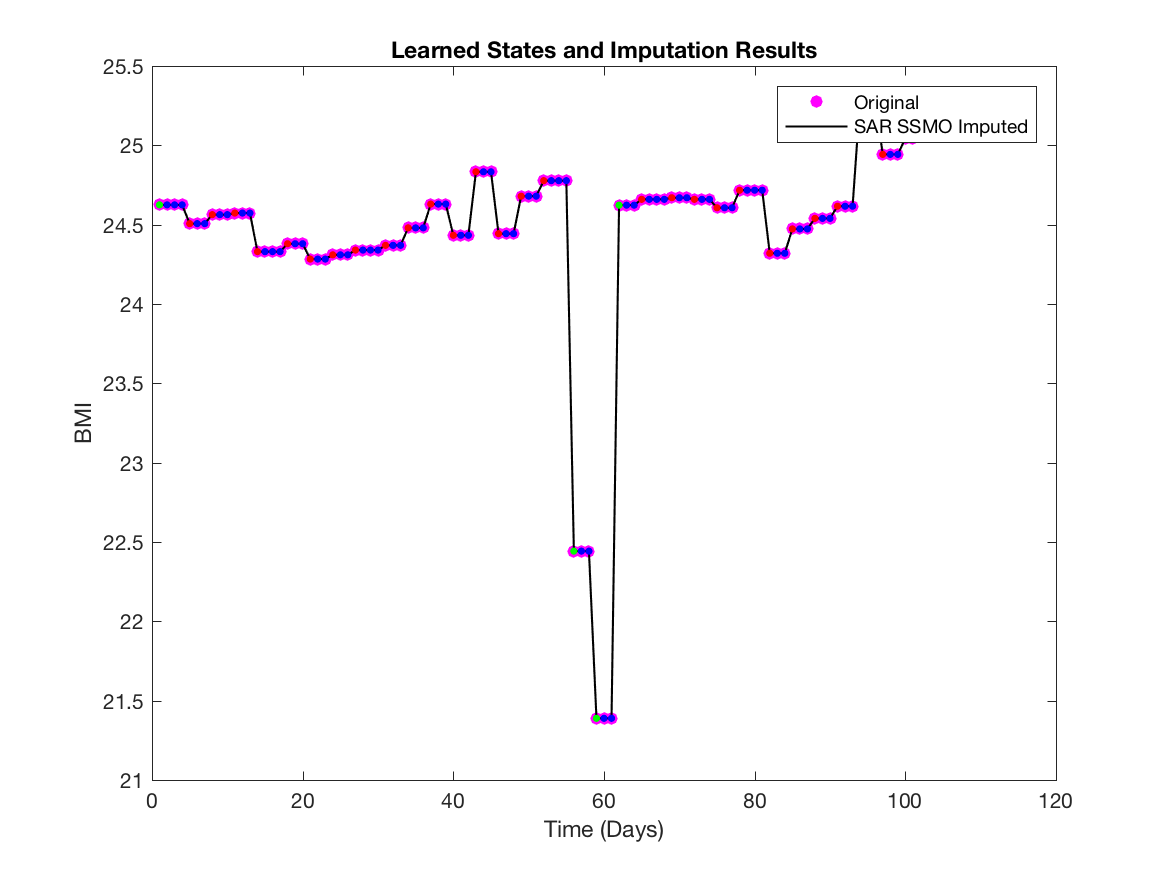 Learned States and Imputation Results
25.5
25
24.5
24
23.5
23
22.5
22
21.5
21
BMI
Original
SAR SSMO Imputed
0 20 40 60 80 100 120
Time (Days)